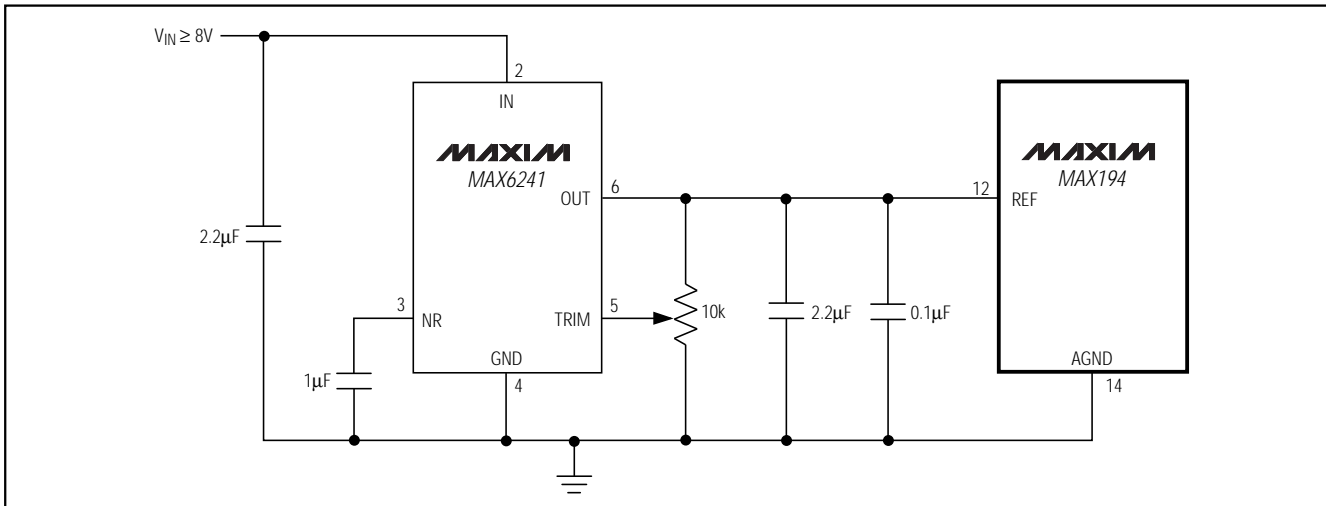 VIN ≥ 8V
2
IN
MAXIM
MAX6241
OUT
6
2.2µF
3
NR
TRIM
5
10k
2.2µF
0.1µF
1µF
GND
4
12
REF
MAXIM
MAX194
AGND
14